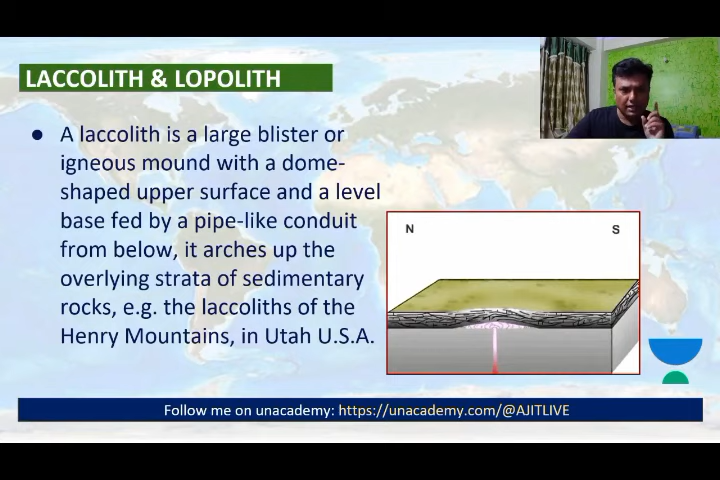 LACCOLITH & LOPOLITH
● A laccolith is a large blister or
igneous mound with a dome-
shaped upper surface and a level
base fed by a pipe-like conduit
from below, it arches up the
overlying strata of sedimentary
rocks, e.g. the laccoliths of the
Henry Mountains, in Utah U.S.A.
N S
Follow me on unacademy: https://unacademy.com/@AJITLIVE